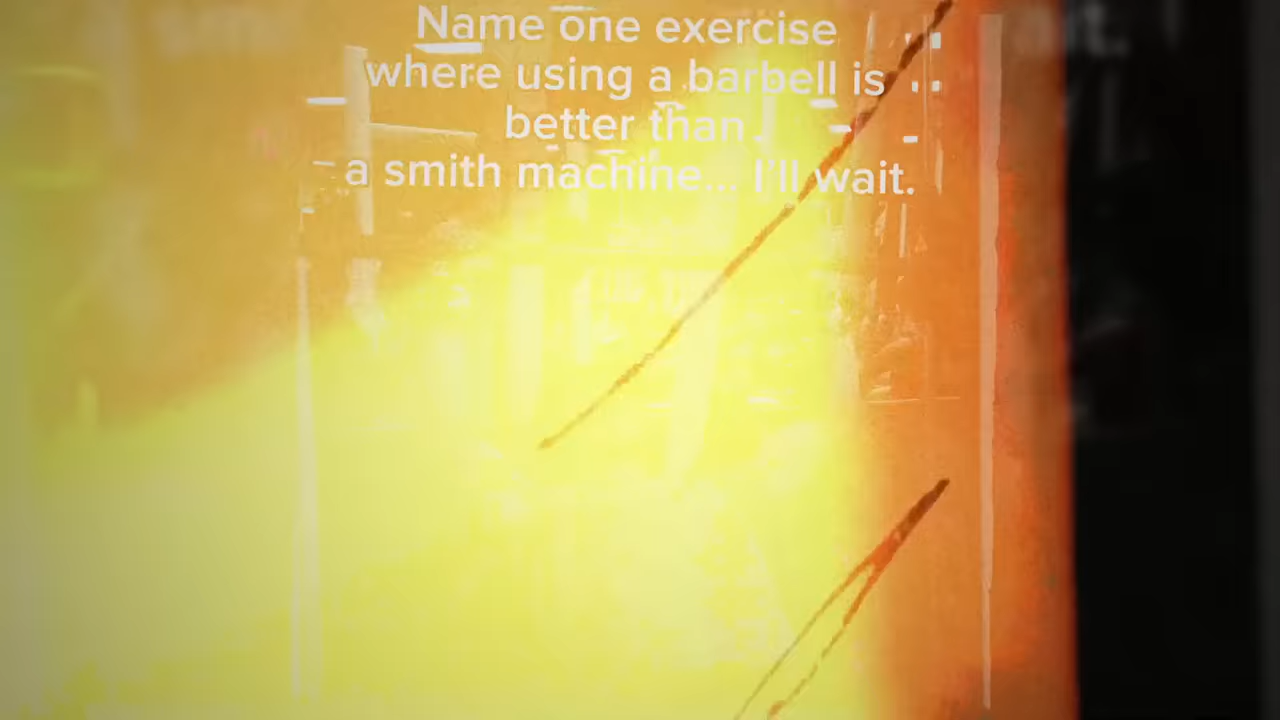 Name one exercise
where using a barbell is
better than
a smith machine... I'll wait.